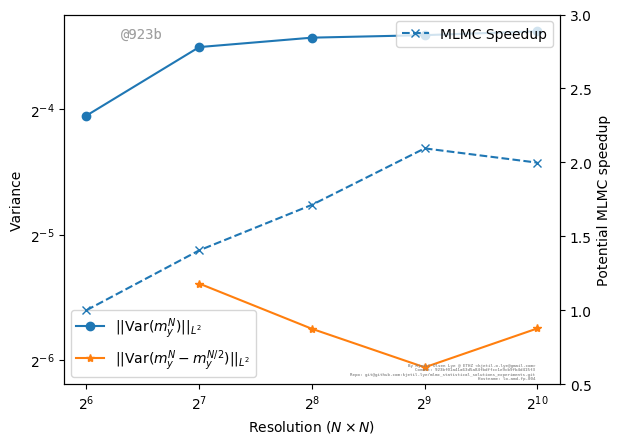 @923b
MLMC Speedup
3.0
2.5
2.0
1.5
1.0
0.5
Potential MLMC speedup
2^{-4}
2^{-5}
2^{-6}
Variance
||Var(m_y^N)||_{L^2}
||Var(m_y^N − m_y^{N/2})||_{L^2}
2^6 2^7 2^8 2^9 2^{10}
Resolution (N × N)